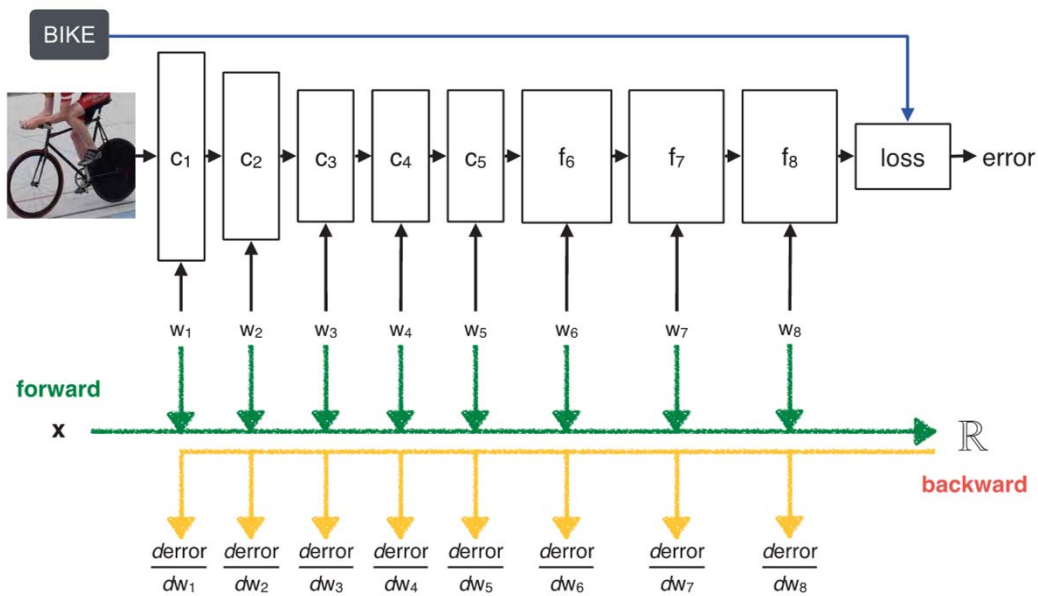 BIKE
c₁ c₂ c₃ c₄ c₅ f₆ f₇ f₈ loss error
w₁ w₂ w₃ w₄ w₅ w₆ w₇ w₈
forward
x ℝ
backward
derror/dw₁ derror/dw₂ derror/dw₃ derror/dw₄ derror/dw₅ derror/dw₆ derror/dw₇ derror/dw₈